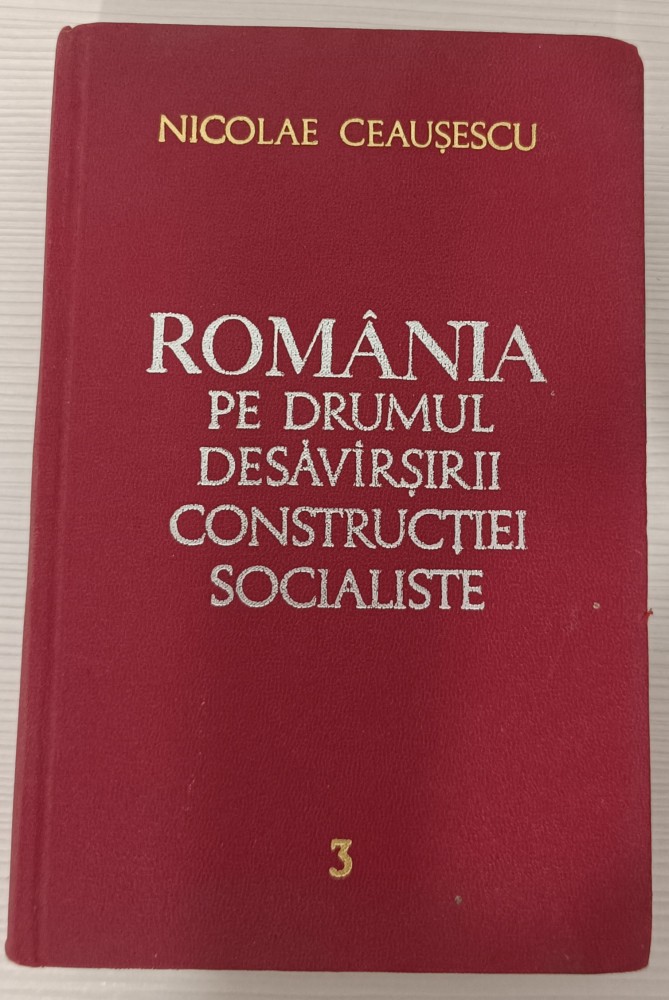 NICOLAE CEAUȘESCU
ROMÂNIA
PE DRUMUL
DESĂVÎRȘIRII
CONSTRUCȚIEI
SOCIALISTE
3